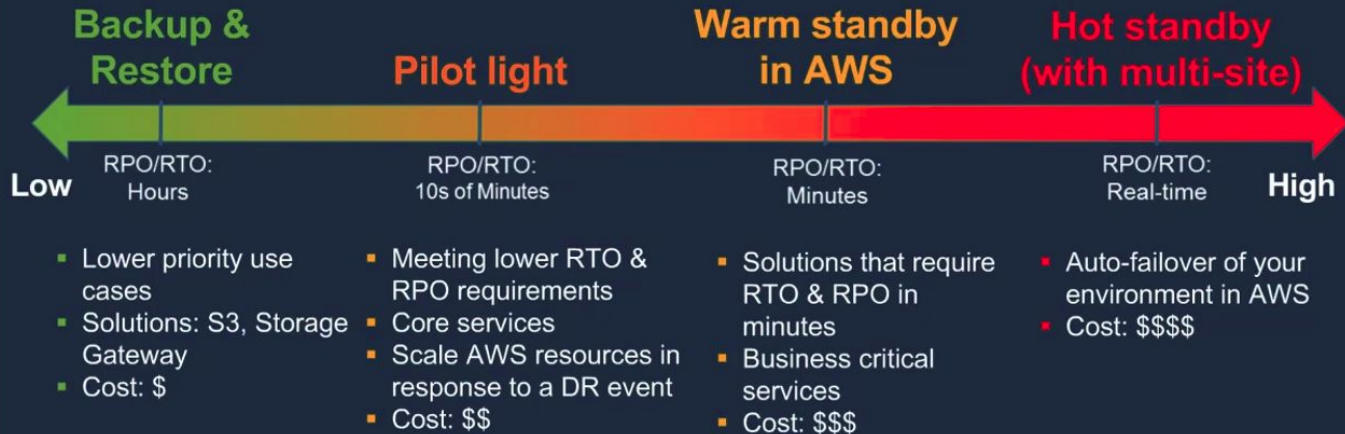 Backup &
Restore
Pilot light
Warm standby
in AWS
Hot standby
(with multi-site)
Low
RPO/RTO:
Hours
RPO/RTO:
10s of Minutes
RPO/RTO:
Minutes
RPO/RTO:
Real-time
High
▪ Lower priority use
cases
▪ Solutions: S3, Storage
Gateway
▪ Cost: $
▪ Meeting lower RTO &
RPO requirements
▪ Core services
▪ Scale AWS resources in
response to a DR event
▪ Cost: $$
▪ Solutions that require
RTO & RPO in
minutes
▪ Business critical
services
▪ Cost: $$$
▪ Auto-failover of your
environment in AWS
▪ Cost: $$$$